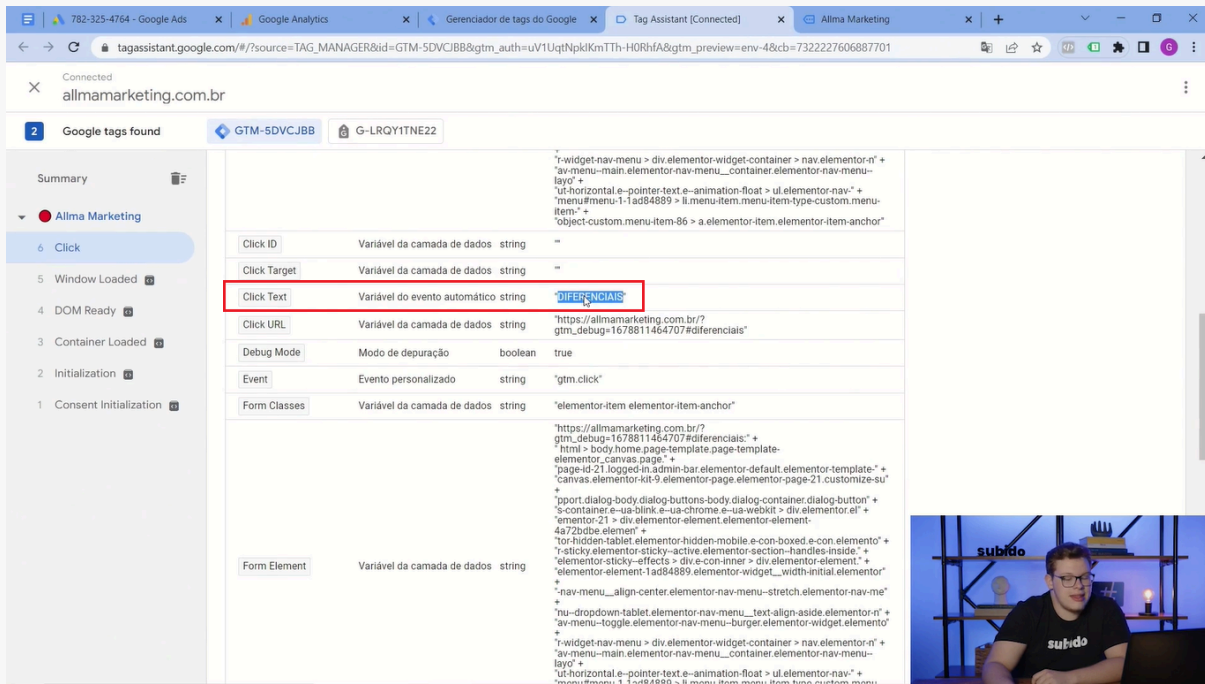 782-325-4764 - Google Ads
Google Analytics
Gerenciador de tags do Google
Tag Assistant [Connected]
Allma Marketing
tagassistant.google.com/#/?source=TAG_MANAGER&id=GTM-5DVCJBB&gtm_auth=uV1UqtNpkIKmTTh-H0RhfA&gtm_preview=env-4&cb=7322227606887701
G
Connected
allmamarketing.com.br
2 Google tags found
GTM-5DVCJBB
G-LRQY1TNE22
Summary
Allma Marketing
6 Click
5 Window Loaded
4 DOM Ready
3 Container Loaded
2 Initialization
1 Consent Initialization
"r-widget-nav-menu > div.elementor-widget-container > nav.elementor-n" +
"av-menu--main.elementor-nav-menu__container.elementor-nav-menu--
layo" +
"ut-horizontal.e--pointer-text.e--animation-float > ul.elementor-nav-" +
"menu#menu-1-1ad84889 > li.menu-item.menu-item-type-custom.menu-
item-" +
"object-custom.menu-item-86 > a.elementor-item.elementor-item-anchor"
Click ID Variável da camada de dados string ""
Click Target Variável da camada de dados string ""
Click Text Variável do evento automático string "DIFERENCIAIS"
Click URL Variável da camada de dados string "https://allmamarketing.com.br/?
gtm_debug=1678811464707#diferenciais"
Debug Mode Modo de depuração boolean true
Event Evento personalizado string "gtm.click"
Form Classes Variável da camada de dados string "elementor-item elementor-item-anchor"
Form Element Variável da camada de dados string
"https://allmamarketing.com.br/?
gtm_debug=1678811464707#diferenciais:" +
" html > body.home.page-template.page-template-
elementor_canvas.page." +
"page-id-21.logged-in.admin-bar.elementor-default.elementor-template-" +
"canvas.elementor-kit-9.elementor-page.elementor-page-21.customize-su"
+
"pport.dialog-body.dialog-buttons-body.dialog-container.dialog-button" +
"s-container.e--ua-blink.e--ua-chrome.e--ua-webkit > div.elementor.el" +
"ementor-21 > div.elementor-element.elementor-element-
4a72bdbe.elemen" +
"tor-hidden-tablet.elementor-hidden-mobile.e-con-boxed.e-con.elemento" +
"r-sticky.elementor-sticky--active.elementor-section--handles-inside." +
"elementor-sticky--effects > div.e-con-inner > div.elementor-element." +
"elementor-element-1ad84889.elementor-widget__width-initial.elementor"
+
"-nav-menu__align-center.elementor-nav-menu--stretch.elementor-nav-me"
+
"nu--dropdown-tablet.elementor-nav-menu__text-align-aside.elementor-n" +
"av-menu--toggle.elementor-nav-menu--burger.elementor-widget.elemento"
+
"r-widget-nav-menu > div.elementor-widget-container > nav.elementor-n" +
"av-menu--main.elementor-nav-menu__container.elementor-nav-menu--
layo" +
"ut-horizontal.e--pointer-text.e--animation-float > ul.elementor-nav-" +
"menu#menu-1-1ad84889 > li.menu-item.menu-item-type-custom.menu-
subido
subido